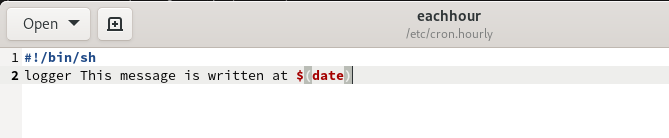 Open
eachhour
/etc/cron.hourly
1 #!/bin/sh
2 logger This message is written at $(date)